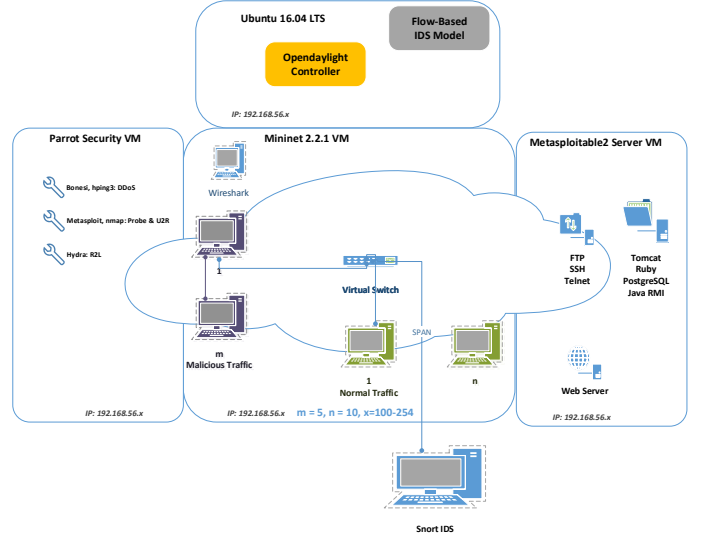 Ubuntu 16.04 LTS
Flow-Based
IDS Model
Opendaylight
Controller
IP: 192.168.56.x
Parrot Security VM
Bonesi, hping3: DDoS
Metasploit, nmap: Probe & U2R
Hydra: R2L
IP: 192.168.56.x
Mininet 2.2.1 VM
Wireshark
1
Virtual Switch
m
Malicious Traffic
SPAN
1
Normal Traffic
n
IP: 192.168.56.x
m = 5, n = 10, x=100-254
Metasploitable2 Server VM
FTP
SSH
Telnet
Tomcat
Ruby
PostgreSQL
Java RMI
Web Server
IP: 192.168.56.x
Snort IDS